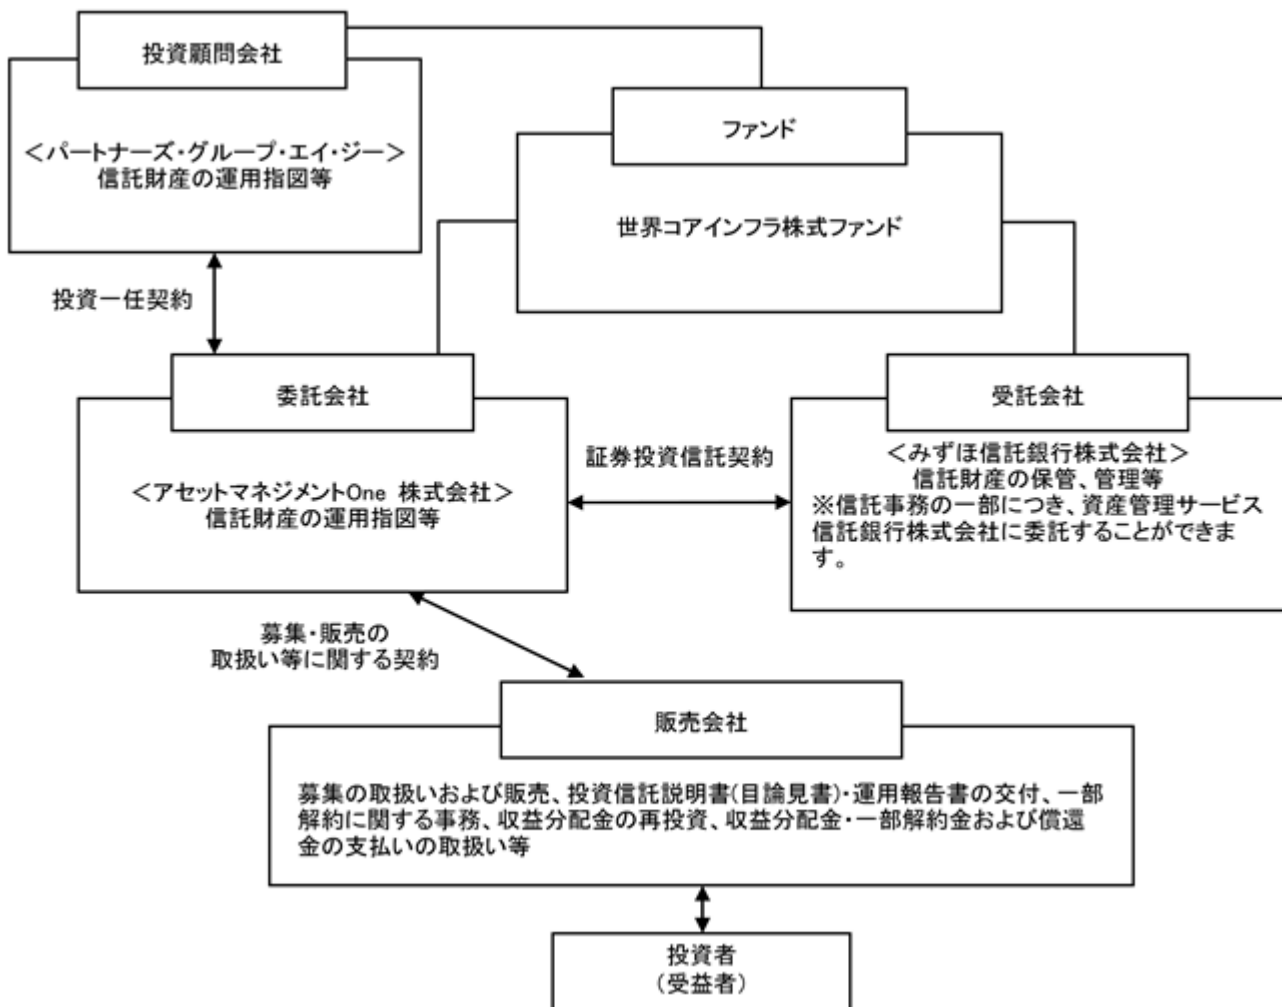 投資顧問会社
＜パートナーズ・グループ・エイ・ジー＞
信託財産の運用指図等
ファンド
世界コアインフラ株式ファンド
投資一任契約
委託会社
＜アセットマネジメントOne 株式会社＞
信託財産の運用指図等
証券投資信託契約
受託会社
＜みずほ信託銀行株式会社＞
信託財産の保管、管理等
※信託事務の一部につき、資産管理サービス
信託銀行株式会社に委託することができま
す。
募集・販売の
取扱い等に関する契約
販売会社
募集の取扱いおよび販売、投資信託説明書(目論見書)・運用報告書の交付、一部
解約に関する事務、収益分配金の再投資、収益分配金・一部解約金および償還
金の支払いの取扱い等
投資者
（受益者）